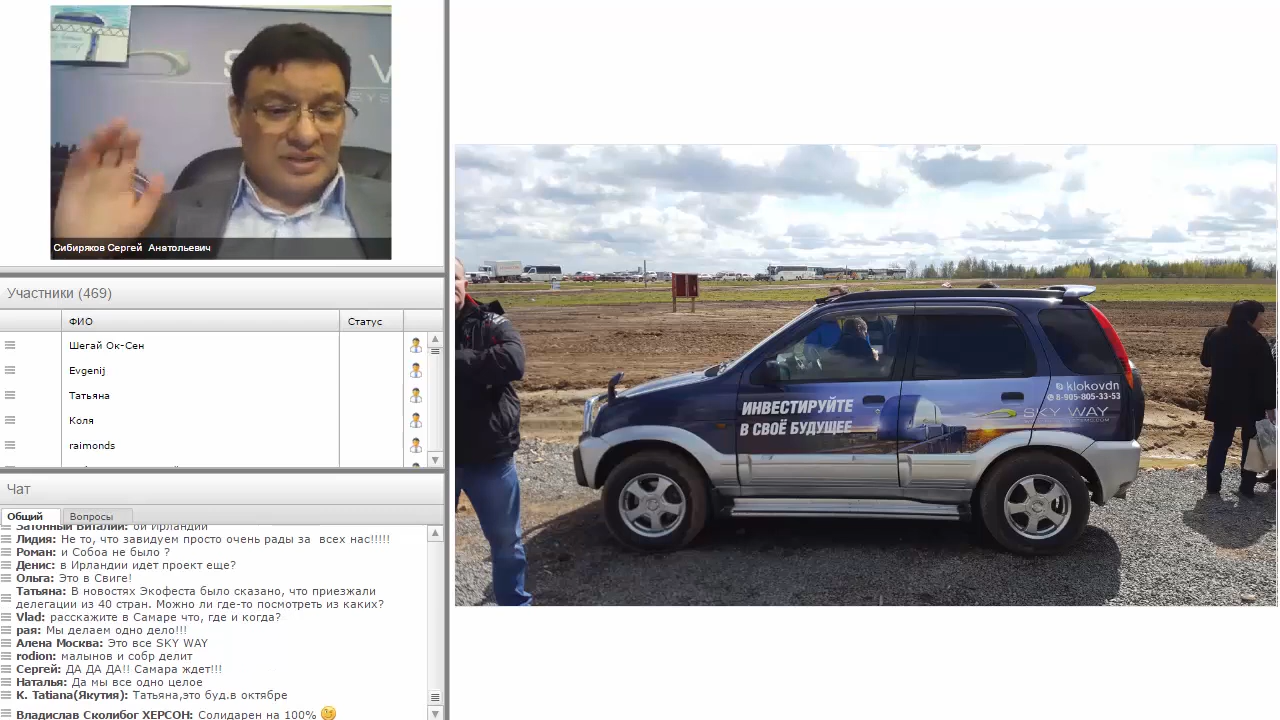 Сибиряков Сергей Анатольевич
Участники (469)
ФИО
Статус
Шегай Ок-Сен
Evgenij
Татьяна
Коля
raimonds
Чат
Общий
Вопросы
Затонный Виталий: ой Ирландии
Лидия: Не то, что завидуем просто очень рады за всех нас!!!!!
Роман: и Собоа не было ?
Денис: в Ирландии идет проект еще?
Ольга: Это в Свиге!
Татьяна: В новостях Экофеста было сказано, что приезжали
делегации из 40 стран. Можно ли где-то посмотреть из каких?
Vlad: расскажите в Самаре что, где и когда?
рая: Мы делаем одно дело!!!
Алена Москва: Это все SKY WAY
rodion: малынов и собр делит
Сергей: ДА ДА ДА!! Самара ждет!!!
Наталья: Да мы все одно целое
K. Tatiana(Якутия): Татьяна,это буд.в октябре
Владислав Сколибог ХЕРСОН: Солидарен на 100%
ИНВЕСТИРУЙТЕ
В СВОЁ БУДУЩЕЕ
klokovdn
8-905-805-33-53
SKY WAY